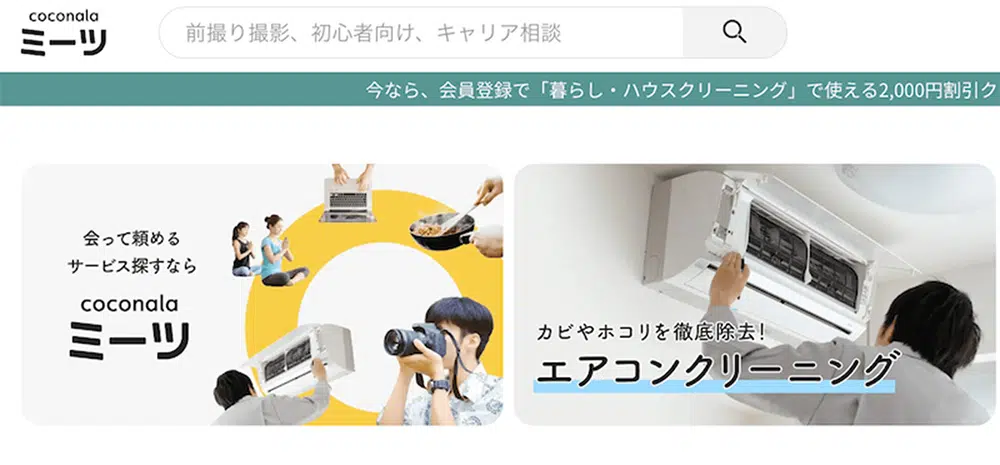 coconala
ミーツ
前撮り撮影、初心者向け、キャリア相談
今なら、会員登録で「暮らし・ハウスクリーニング」で使える2,000円割引ク
会って頼める
サービス探すなら
coconala
ミーツ
カビやホコリを徹底除去!
エアコンクリーニング